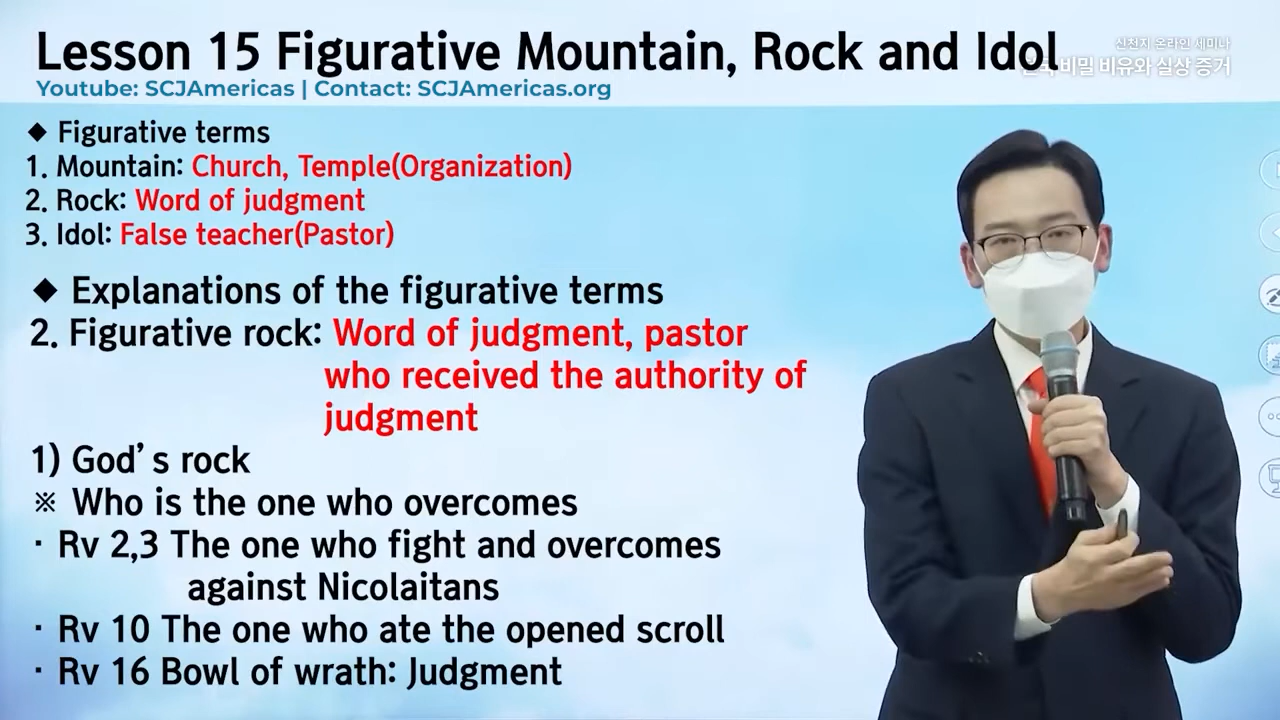 Lesson 15 Figurative Mountain, Rock and Idol
신천지 온라인 세미나
비밀 비유와 실상 증거
Youtube: SCJAmericas | Contact: SCJAmericas.org
◆ Figurative terms
1. Mountain: Church, Temple(Organization)
2. Rock: Word of judgment
3. Idol: False teacher(Pastor)
◆ Explanations of the figurative terms
2. Figurative rock: Word of judgment, pastor
who received the authority of
judgment
1) God's rock
※ Who is the one who overcomes
· Rv 2,3 The one who fight and overcomes
against Nicolaitans
· Rv 10 The one who ate the opened scroll
· Rv 16 Bowl of wrath: Judgment